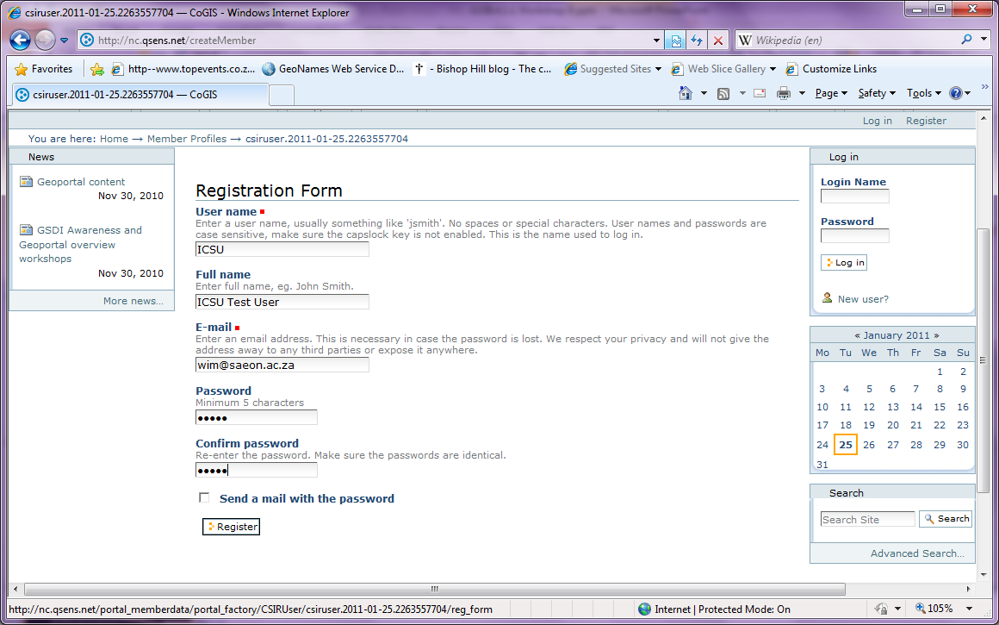 csiruser.2011-01-25.2263557704 — CoGIS - Windows Internet Explorer
http://nc.qsens.net/createMember
Wikipedia (en)
Favorites
http--www.topevents.co.z...
GeoNames Web Service D...
- Bishop Hill blog - The c...
Suggested Sites
Web Slice Gallery
Customize Links
csiruser.2011-01-25.2263557704 — CoGIS
Page
Safety
Tools
Log in
Register
You are here: Home → Member Profiles → csiruser.2011-01-25.2263557704
News
Geoportal content
Nov 30, 2010
GSDI Awareness and
Geoportal overview
workshops
Nov 30, 2010
More news...
Registration Form
User name
Enter a user name, usually something like 'jsmith'. No spaces or special characters. User names and passwords are
case sensitive, make sure the capslock key is not enabled. This is the name used to log in.
ICSU
Full name
Enter full name, eg. John Smith.
ICSU Test User
E-mail
Enter an email address. This is necessary in case the password is lost. We respect your privacy and will not give the
address away to any third parties or expose it anywhere.
wim@saeon.ac.za
Password
Minimum 5 characters
•••••
Confirm password
Re-enter the password. Make sure the passwords are identical.
•••••
Send a mail with the password
Register
Log in
Login Name
Password
Log in
New user?
« January 2011 »
Mo Tu We Th Fr Sa Su
1 2
3 4 5 6 7 8 9
10 11 12 13 14 15 16
17 18 19 20 21 22 23
24 25 26 27 28 29 30
31
Search
Search Site
Search
Advanced Search...
http://nc.qsens.net/portal_memberdata/portal_factory/CSIRUser/csiruser.2011-01-25.2263557704/reg_form
Internet | Protected Mode: On
105%